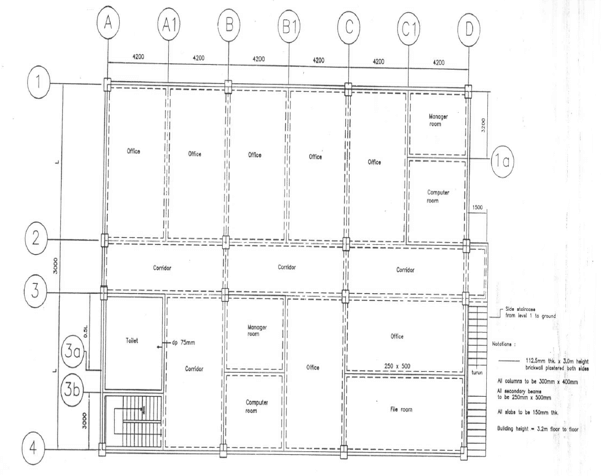 A A1 B B1 C C1 D
4200 4200 4200 4200 4200 4200
1
Manager
room
3200
Office Office Office Office Office
1a
L
Computer
room
1500
2
3000
Corridor Corridor Corridor
3
Side staircase
from level 1 to ground
0.5L
Toilet
dp 75mm
Manager
room
Office
Notations :
3a
Corridor
Office
250 x 500
112.5mm thk. x 3.0m height
brickwall plastered both sides
L
3b
turun
All columns to be 300mm x 400mm
All secondary beams
to be 250mm x 500mm
3000
Computer
room
File room
All slabs to be 150mm thk.
Building height = 3.2m floor to floor
4